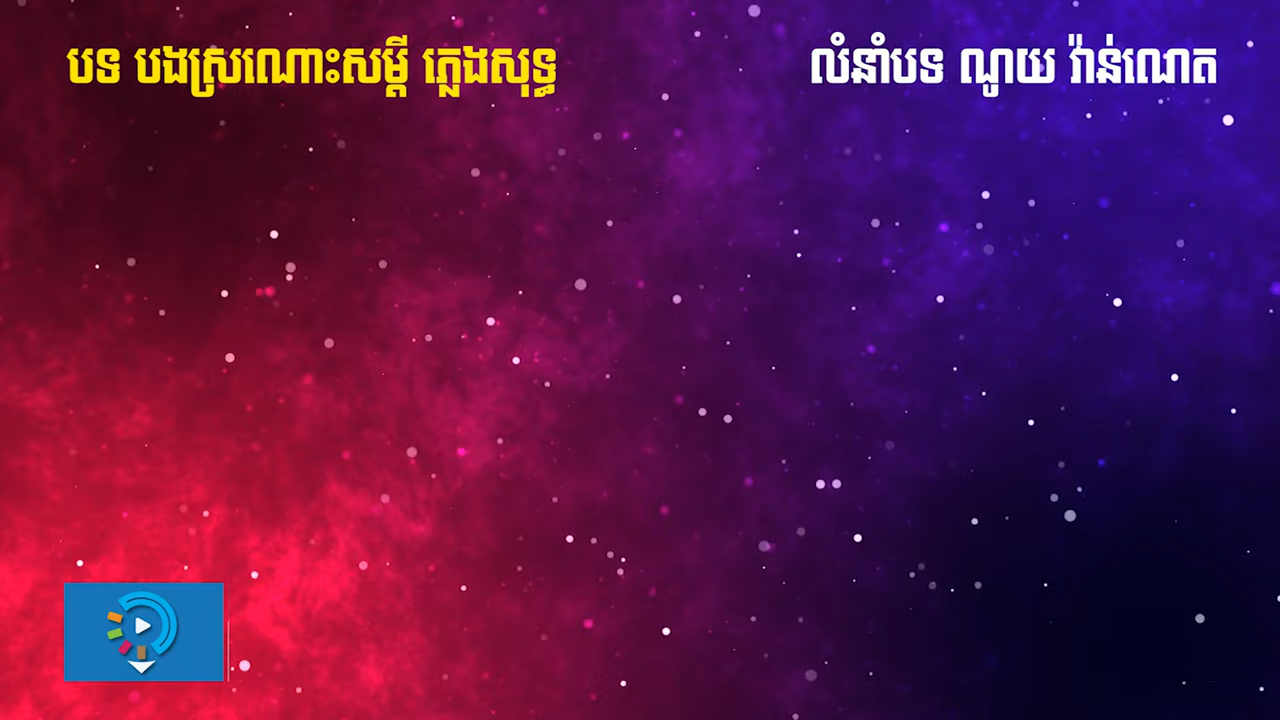 បទ បងស្រណោះសម្ដី ភ្លេងសុទ្ធ
លំនាំបទ ណូយ វ៉ាន់ណេត